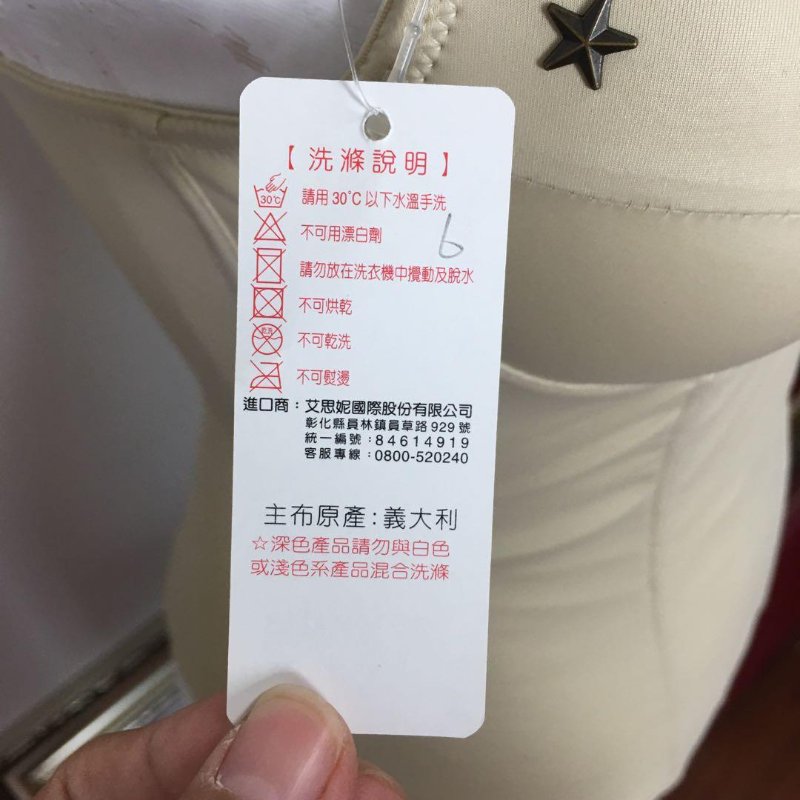 【洗滌說明】
30℃
請用30°C以下水溫手洗
6
不可用漂白劑
請勿放在洗衣機中攪動及脫水
不可烘乾
乾洗
不可乾洗
不可熨燙
進口商：艾思妮國際股份有限公司
彰化縣員林鎮員草路929號
統一編號：84614919
客服專線：0800-520240
主布原產：義大利
☆深色產品請勿與白色
或淺色系產品混合洗滌